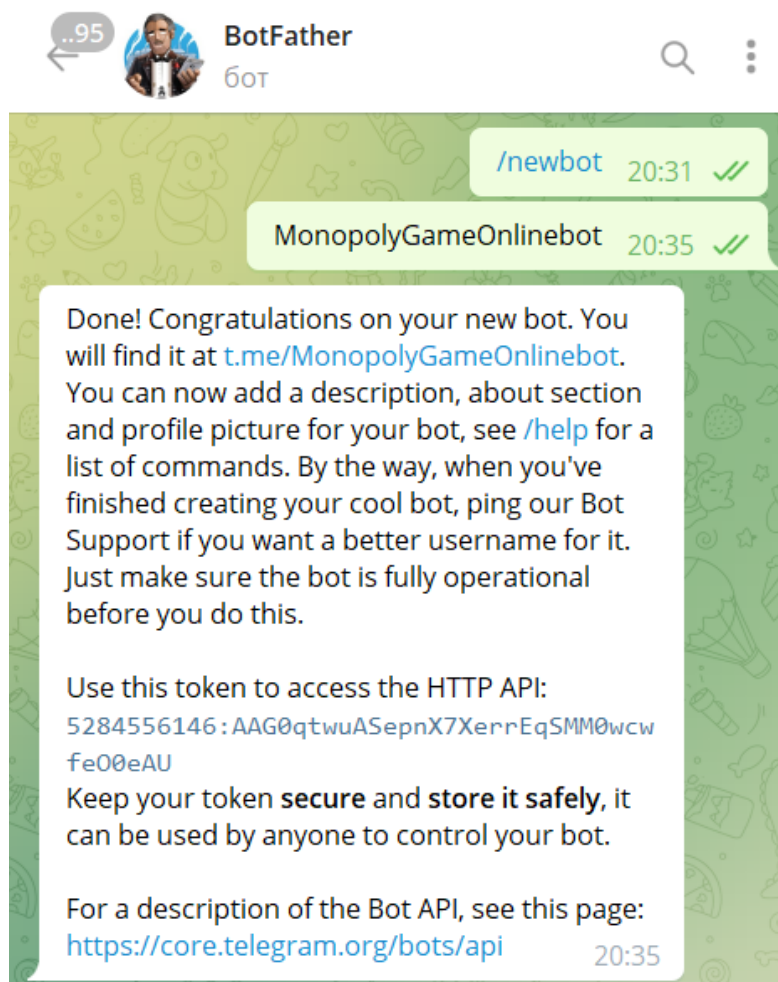 ..95
BotFather
бот
/newbot 20:31
MonopolyGameOnlinebot 20:35
Done! Congratulations on your new bot. You
will find it at t.me/MonopolyGameOnlinebot.
You can now add a description, about section
and profile picture for your bot, see /help for a
list of commands. By the way, when you've
finished creating your cool bot, ping our Bot
Support if you want a better username for it.
Just make sure the bot is fully operational
before you do this.
Use this token to access the HTTP API:
5284556146:AAG0qtwuASepnX7XerrEqSMM0wcw
feO0eAU
Keep your token secure and store it safely, it
can be used by anyone to control your bot.
For a description of the Bot API, see this page:
https://core.telegram.org/bots/api 20:35